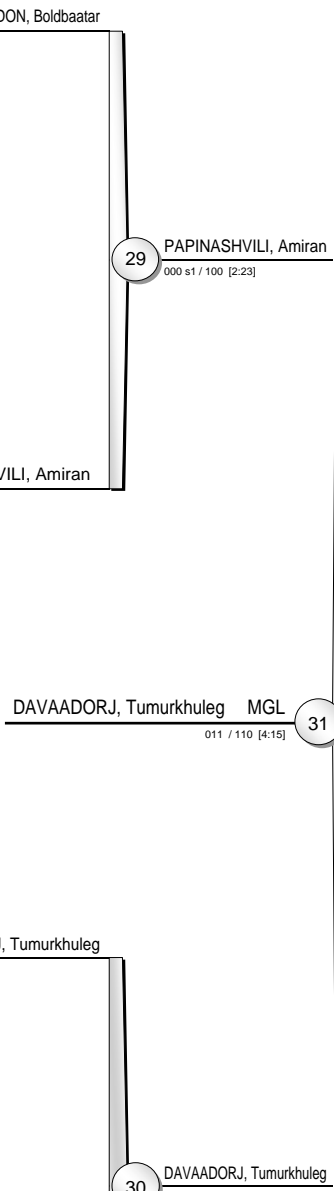 DON, Boldbaatar
29
PAPINASHVILI, Amiran
000 s1 / 100 [2:23]
VILI, Amiran
DAVAADORJ, Tumurkhuleg MGL
31
011 / 110 [4:15]
J, Tumurkhuleg
DAVAADORJ, Tumurkhuleg
30